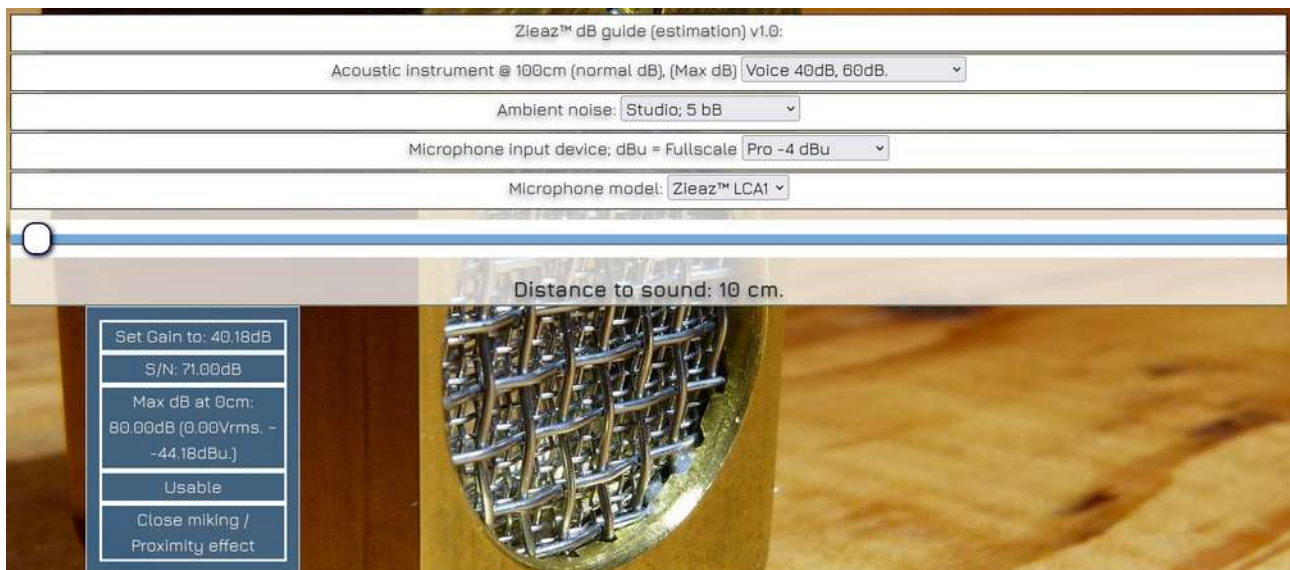 Zieaz™ dB guide (estimation) v1.0:
Acoustic instrument @ 100cm (normal dB), (Max dB) Voice 40dB, 60dB.
Ambient noise: Studio; 5 bB
Microphone input device; dBu = Fullscale Pro -4 dBu
Microphone model: Zieaz™ LCA1
Distance to sound: 10 cm.
Set Gain to: 40.18dB
S/N: 71.00dB
Max dB at 0cm:
80.00dB (0.00Vrms. ~
-44.18dBu.)
Usable
Close miking /
Proximity effect